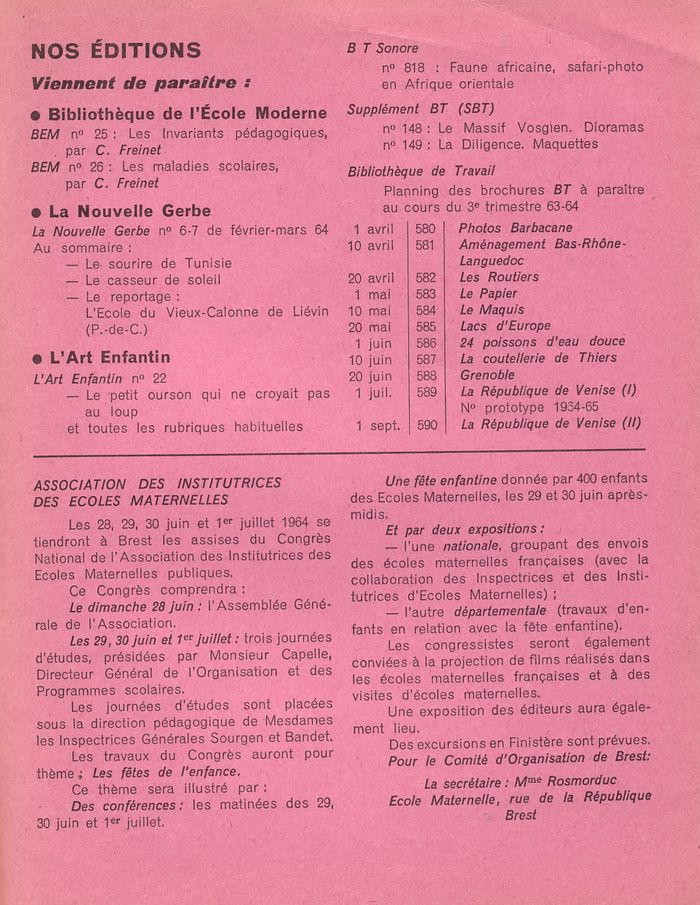 NOS ÉDITIONS
Viennent de paraître :
● Bibliothèque de l'École Moderne
BEM nº 25 : Les Invariants pédagogiques,
par C. Freinet
BEM nº 26 : Les maladies scolaires,
par C. Freinet
● La Nouvelle Gerbe
La Nouvelle Gerbe nº 6-7 de février-mars 64
Au sommaire :
— Le sourire de Tunisie
— Le casseur de soleil
— Le reportage :
L'Ecole du Vieux-Calonne de Liévin
(P.-de-C.)
● L'Art Enfantin
L'Art Enfantin nº 22
— Le petit ourson qui ne croyait pas
au loup
et toutes les rubriques habituelles
B T Sonore
nº 818 : Faune africaine, safari-photo
en Afrique orientale
Supplément BT (SBT)
nº 148 : Le Massif Vosgien. Dioramas
nº 149 : La Diligence. Maquettes
Bibliothèque de Travail
Planning des brochures BT à paraître
au cours du 3e trimestre 63-64
1 avril 580 Photos Barbacane
10 avril 581 Aménagement Bas-Rhône-
Languedoc
20 avril 582 Les Routiers
1 mai 583 Le Papier
10 mai 584 Le Maquis
20 mai 585 Lacs d'Europe
1 juin 586 24 poissons d'eau douce
10 juin 587 La coutellerie de Thiers
20 juin 588 Grenoble
1 juil. 589 La République de Venise (I)
Nº prototype 1964-65
1 sept. 590 La République de Venise (II)
ASSOCIATION DES INSTITUTRICES
DES ECOLES MATERNELLES
Les 28, 29, 30 juin et 1er juillet 1964 se
tiendront à Brest les assises du Congrès
National de l'Association des Institutrices des
Ecoles Maternelles publiques.
Ce Congrès comprendra :
Le dimanche 28 juin : l'Assemblée Géné-
rale de l'Association.
Les 29, 30 juin et 1er juillet : trois journées
d'études, présidées par Monsieur Capelle,
Directeur Général de l'Organisation et des
Programmes scolaires.
Les journées d'études sont placées
sous la direction pédagogique de Mesdames
les Inspectrices Générales Sourgen et Bandet.
Les travaux du Congrès auront pour
thème : Les fêtes de l'enfance.
Ce thème sera illustré par :
Des conférences : les matinées des 29,
30 juin et 1er juillet.
Une fête enfantine donnée par 400 enfants
des Ecoles Maternelles, les 29 et 30 juin après-
midis.
Et par deux expositions :
— l'une nationale, groupant des envois
des écoles maternelles françaises (avec la
collaboration des Inspectrices et des Insti-
tutrices d'Ecoles Maternelles) ;
— l'autre départementale (travaux d'en-
fants en relation avec la fête enfantine).
Les congressistes seront également
conviées à la projection de films réalisés dans
les écoles maternelles françaises et à des
visites d'écoles maternelles.
Une exposition des éditeurs aura égale-
ment lieu.
Des excursions en Finistère sont prévues.
Pour le Comité d'Organisation de Brest:
La secrétaire : Mme Rosmorduc
Ecole Maternelle, rue de la République
Brest